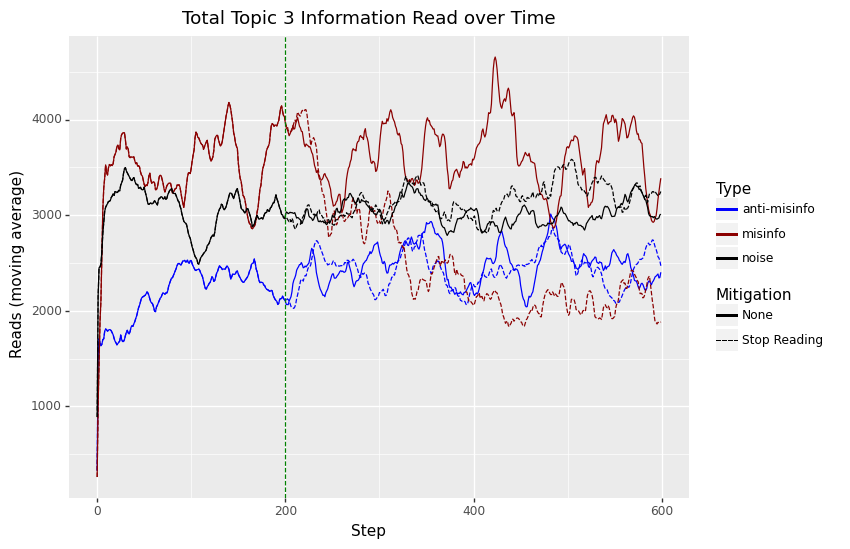 Total Topic 3 Information Read over Time
Reads (moving average)
4000
3000
2000
1000
0
200
400
600
Step
Type
anti-misinfo
misinfo
noise
Mitigation
None
Stop Reading